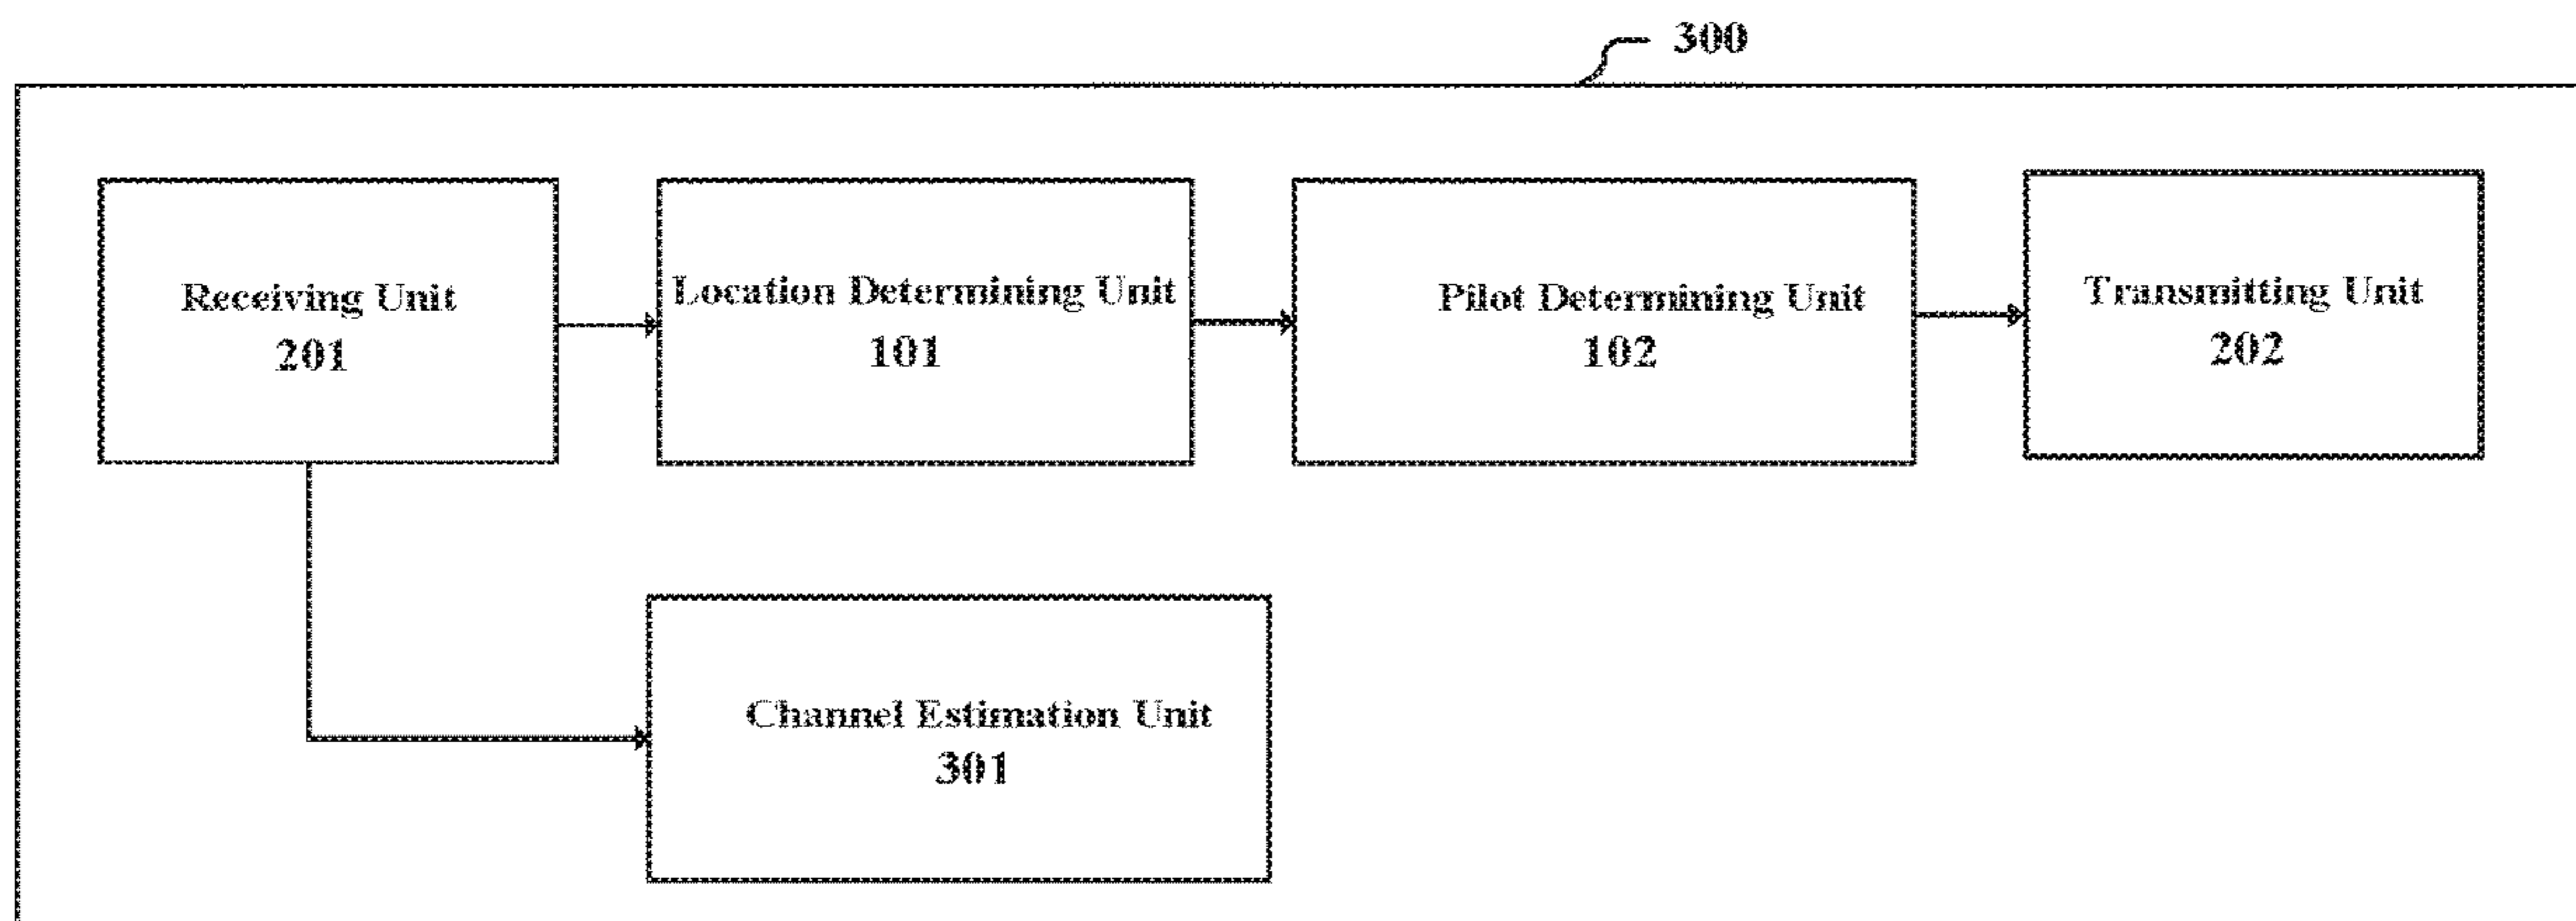 300
Receiving Unit
201
Location Determining Unit
101
Pilot Determining Unit
102
Transmitting Unit
202
Channel Estimation Unit
301